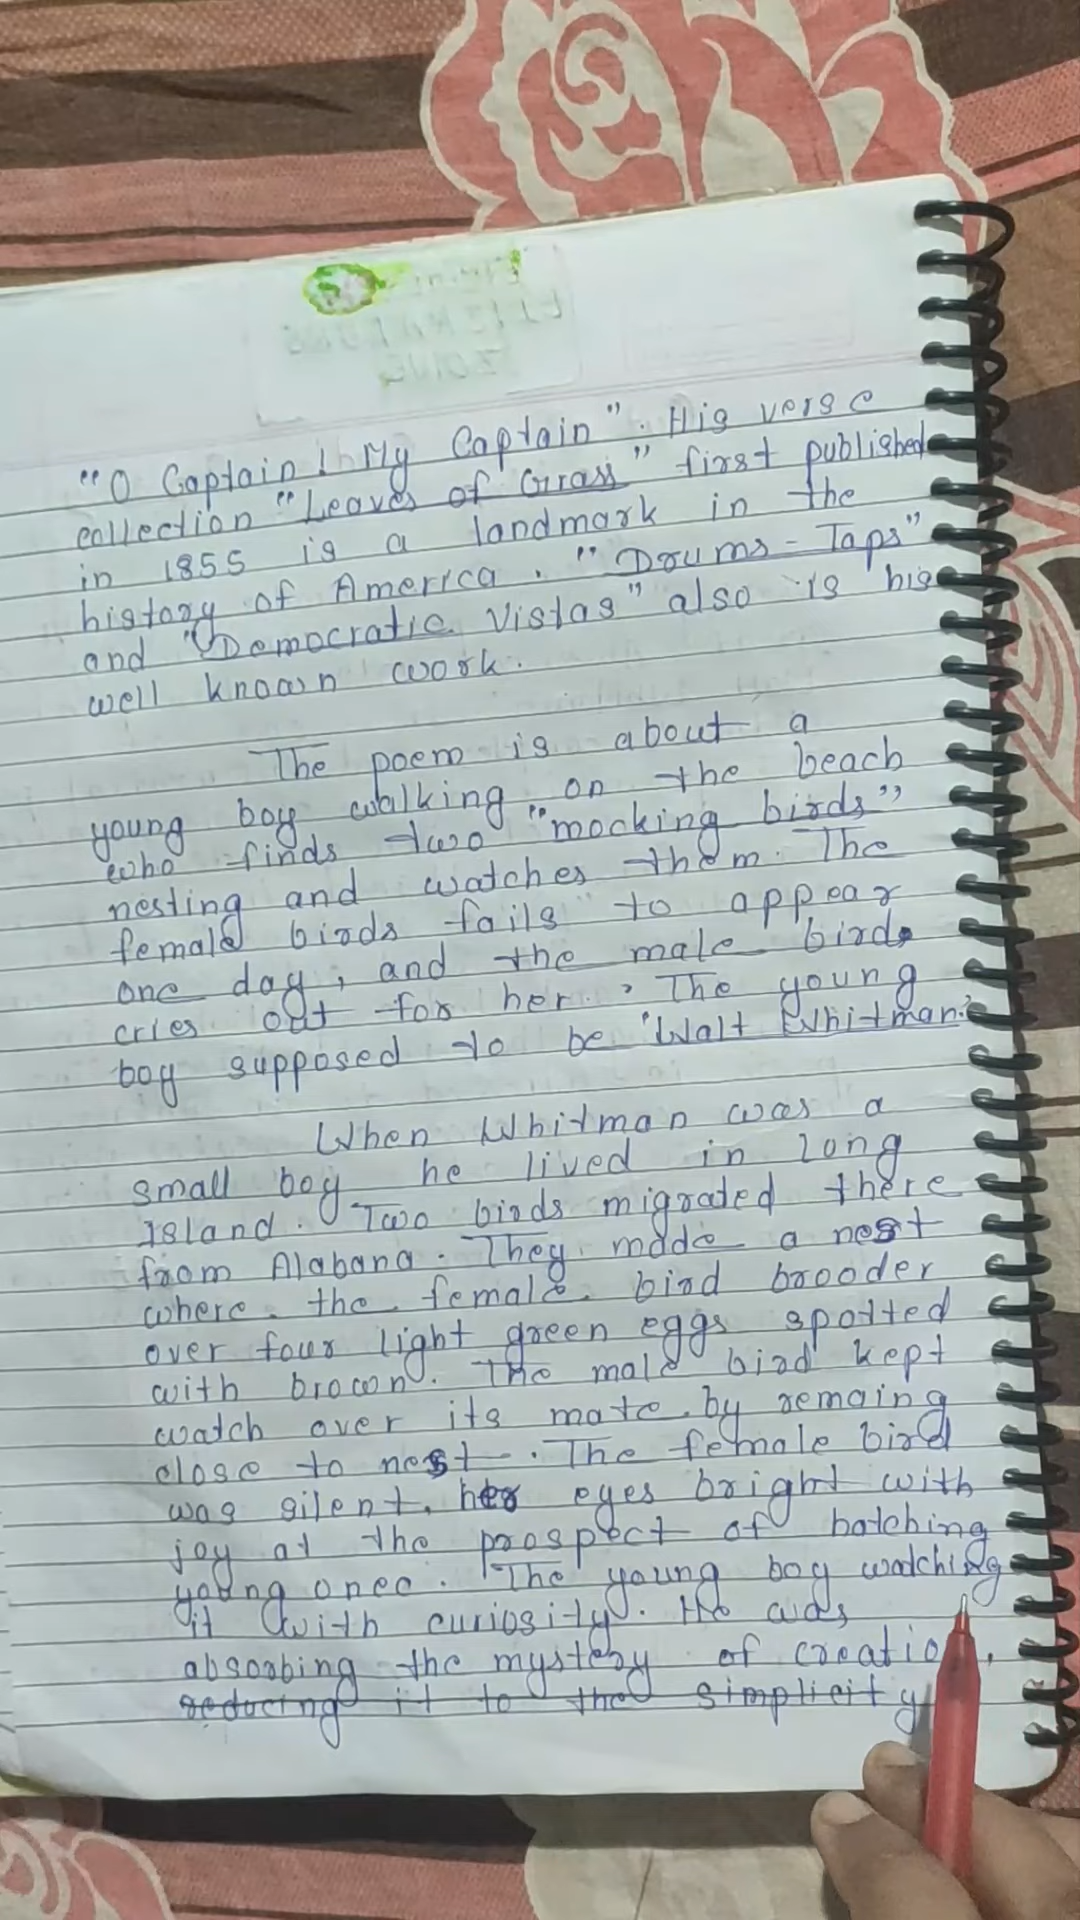 "O Captain! My Captain". His verse
collection "Leaves of Grass" first published
in 1855 is a landmark in the
history of America. "Drums - Taps"
and "Democratic Vistas" also is his
well known work.
The poem is about a
young boy walking on the beach
who finds two "mocking birds"
nesting and watches them. The
female birds fails to appear
one day, and the male bird
cries out for her. The young
boy supposed to be 'Walt Whitman.'
When Whitman was a
small boy he lived in long
Island. Two birds migrated there
from Alabana. They made a nest
where the female bird brooder
over four light green eggs spotted
with brown. The male bird kept
watch over its mate by remaing
close to nest. The female bird
was silent, her eyes bright with
joy at the prospect of hatching
young ones. The young boy watching
it with curiosity. He was
absorbing the mystery of creation,
reducing it to the simplicity